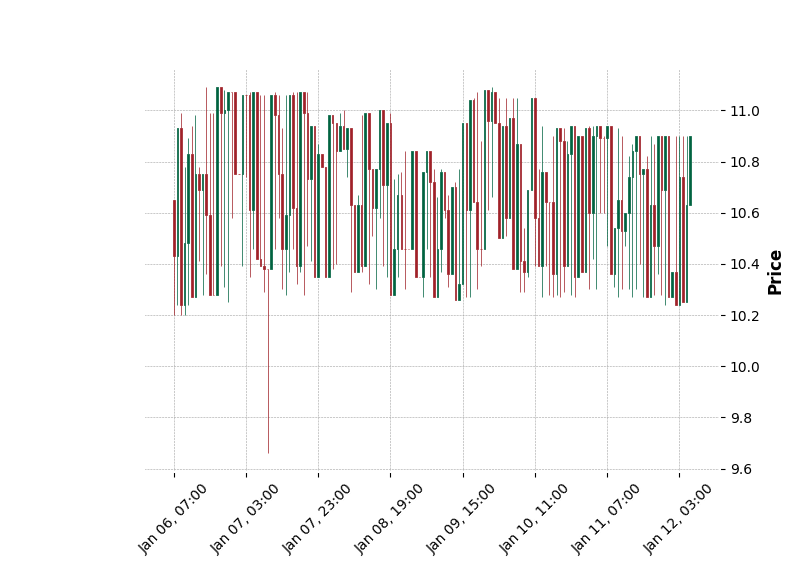 11.0
10.8
10.6
10.4
10.2
10.0
9.8
9.6
Price
Jan 06, 07:00
Jan 07, 03:00
Jan 07, 23:00
Jan 08, 19:00
Jan 09, 15:00
Jan 10, 11:00
Jan 11, 07:00
Jan 12, 03:00